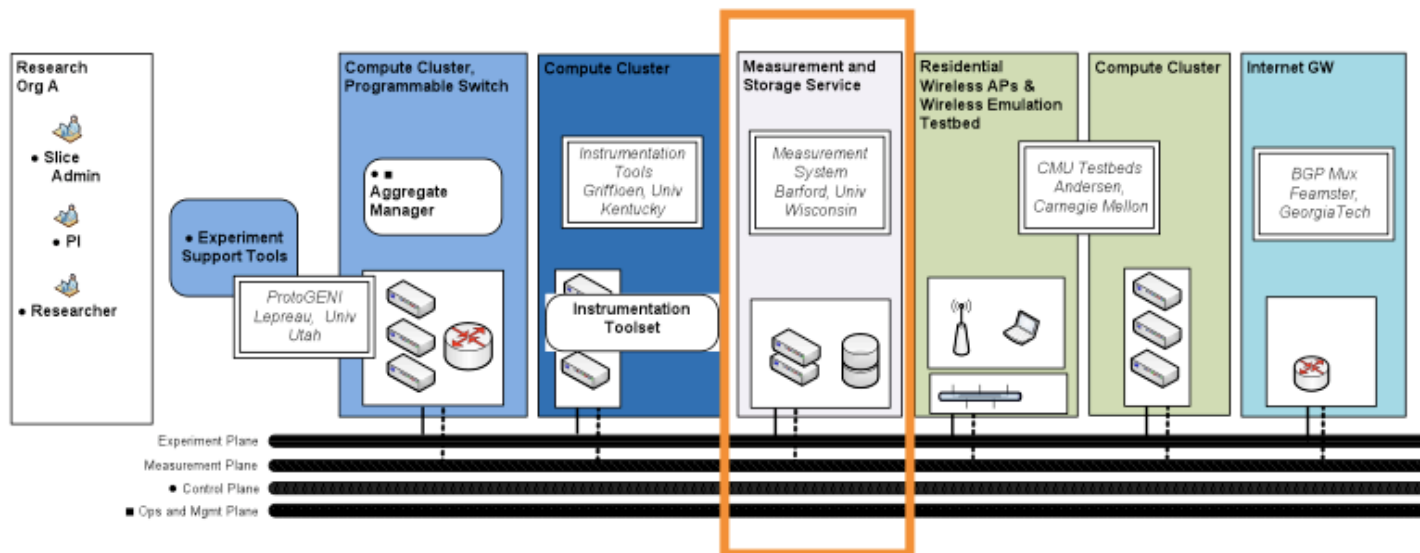 Research
Org A
● Slice
Admin
● PI
● Researcher
● Experiment
Support Tools
ProtoGENI
Lepreau, Univ
Utah
Compute Cluster,
Programmable Switch
● ■
Aggregate
Manager
Compute Cluster
Instrumentation
Tools
Griffioen, Univ
Kentucky
Instrumentation
Toolset
Measurement and
Storage Service
Measurement
System
Barford, Univ
Wisconsin
Residential
Wireless APs &
Wireless Emulation
Testbed
CMU Testbeds
Andersen,
Carnegie Mellon
Compute Cluster
Internet GW
BGP Mux
Feamster,
GeorgiaTech
Experiment Plane
Measurement Plane
● Control Plane
■ Ops and Mgmt Plane